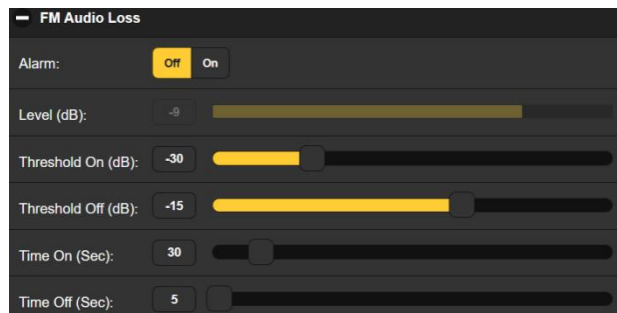 FM Audio Loss
Alarm: Off On
Level (dB): -9
Threshold On (dB): -30
Threshold Off (dB): -15
Time On (Sec): 30
Time Off (Sec): 5